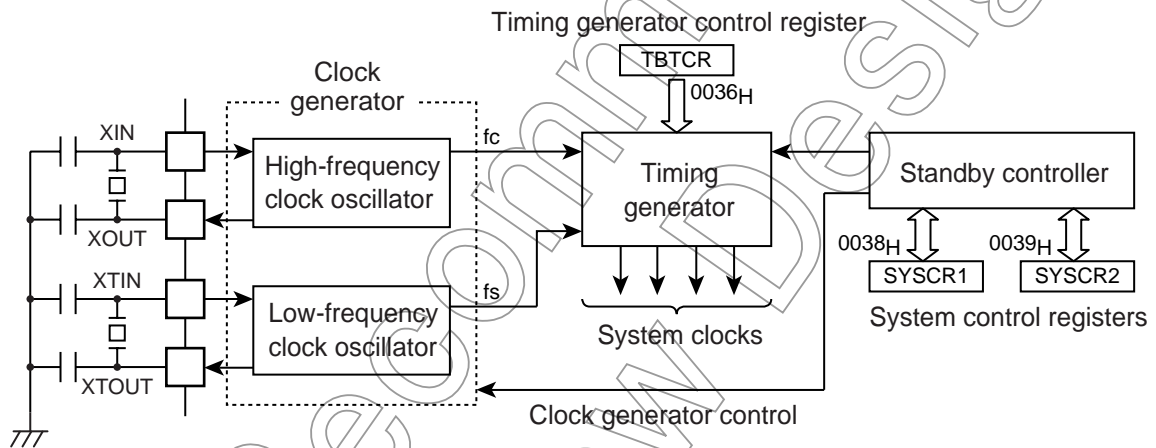 Timing generator control register
TBTCR
0036H
Clock
generator
XIN
High-frequency
clock oscillator
fc
XOUT
Timing
generator
Standby controller
0038H
0039H
SYSCR1
SYSCR2
System control registers
XTIN
Low-frequency
clock oscillator
fs
XTOUT
System clocks
Clock generator control